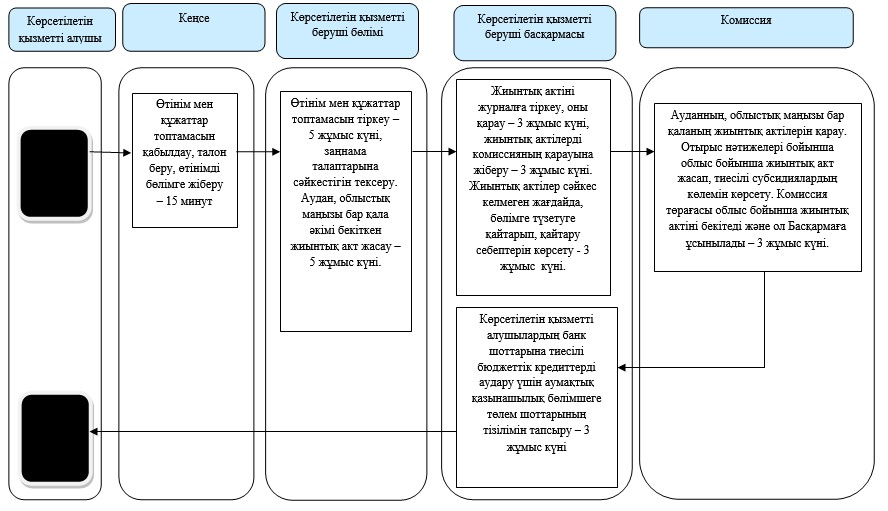 Көрсетілетін
қызметті алушы
Кеңсе
Көрсетілетін қызметті
беруші бөлімі
Көрсетілетін қызметті
беруші басқармасы
Комиссия
Өтінім мен
құжаттар
топтамасын
қабылдау, талон
беру, өтінімді
бөлімге жіберу
– 15 минут
Өтінім мен құжаттар
топтамасын тіркеу –
5 жұмыс күні,
заңнама
талаптарына
сәйкестігін тексеру.
Аудан, облыстық
маңызы бар қала
әкімі бекіткен
жиынтық акт жасау –
5 жұмыс күні.
Жиынтық актіні
журналға тіркеу, оны
қарау – 3 жұмыс күні,
жиынтық актілерді
комиссияның қарауына
жіберу – 3 жұмыс күні.
Жиынтық актілер сәйкес
келмеген жағдайда,
бөлімге түзетуге
қайтарып, қайтару
себептерін көрсету - 3
жұмыс күні.
Ауданның, облыстық маңызы бар
қаланың жиынтық актілерін қарау.
Отырыс нәтижелері бойынша
облыс бойынша жиынтық акт
жасап, тиесілі субсидиялардың
көлемін көрсету. Комиссия
төрағасы облыс бойынша жиынтық
актіні бекітеді және ол Басқармаға
ұсынылады – 3 жұмыс күні.
Көрсетілетін қызметті
алушылардың банк
шоттарына тиесілі
бюджеттік кредиттерді
аудару үшін аумақтық
қазынашылық бөлімшеге
төлем шоттарының
тізілімін тапсыру – 3
жұмыс күні